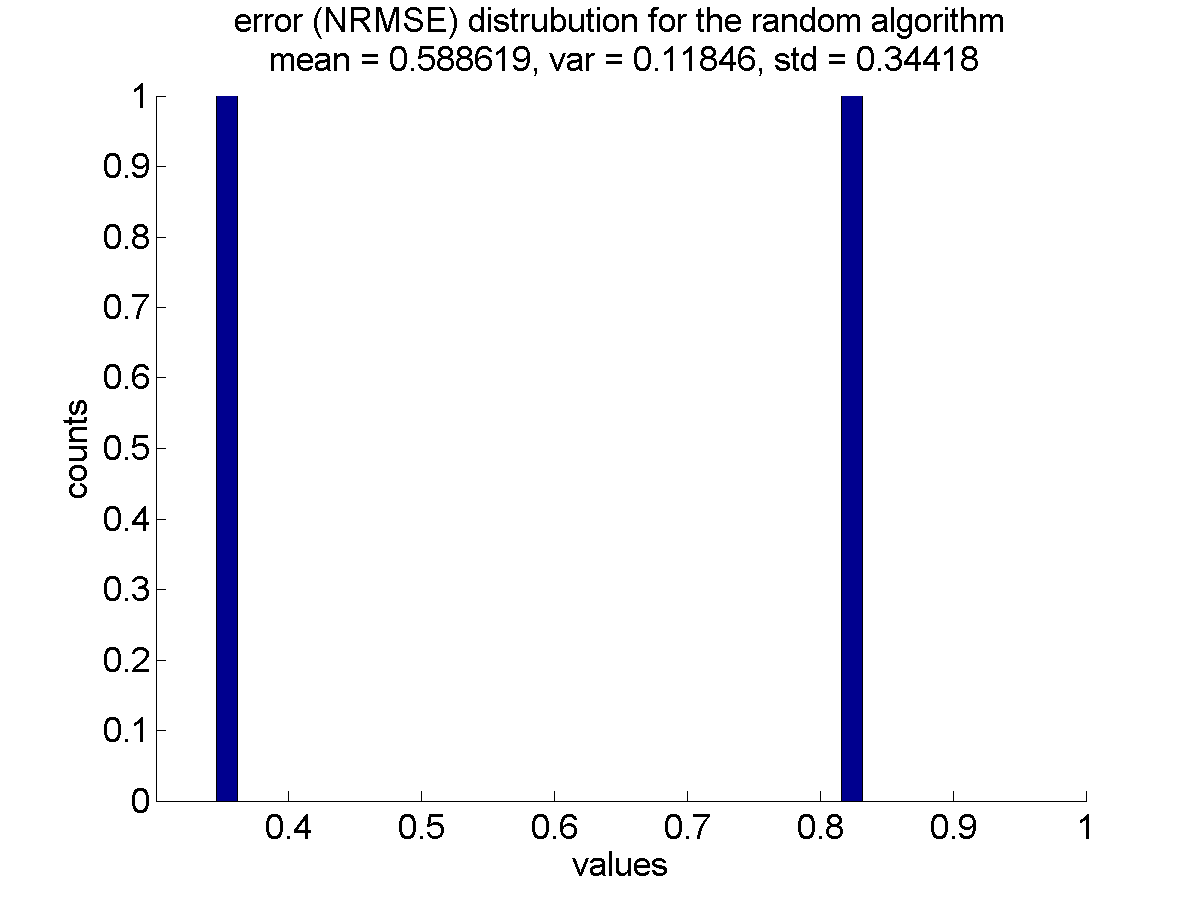 error (NRMSE) distrubution for the random algorithm
mean = 0.588619, var = 0.11846, std = 0.34418
1
0.9
0.8
0.7
0.6
0.5
0.4
0.3
0.2
0.1
0
counts
0.4 0.5 0.6 0.7 0.8 0.9 1
values